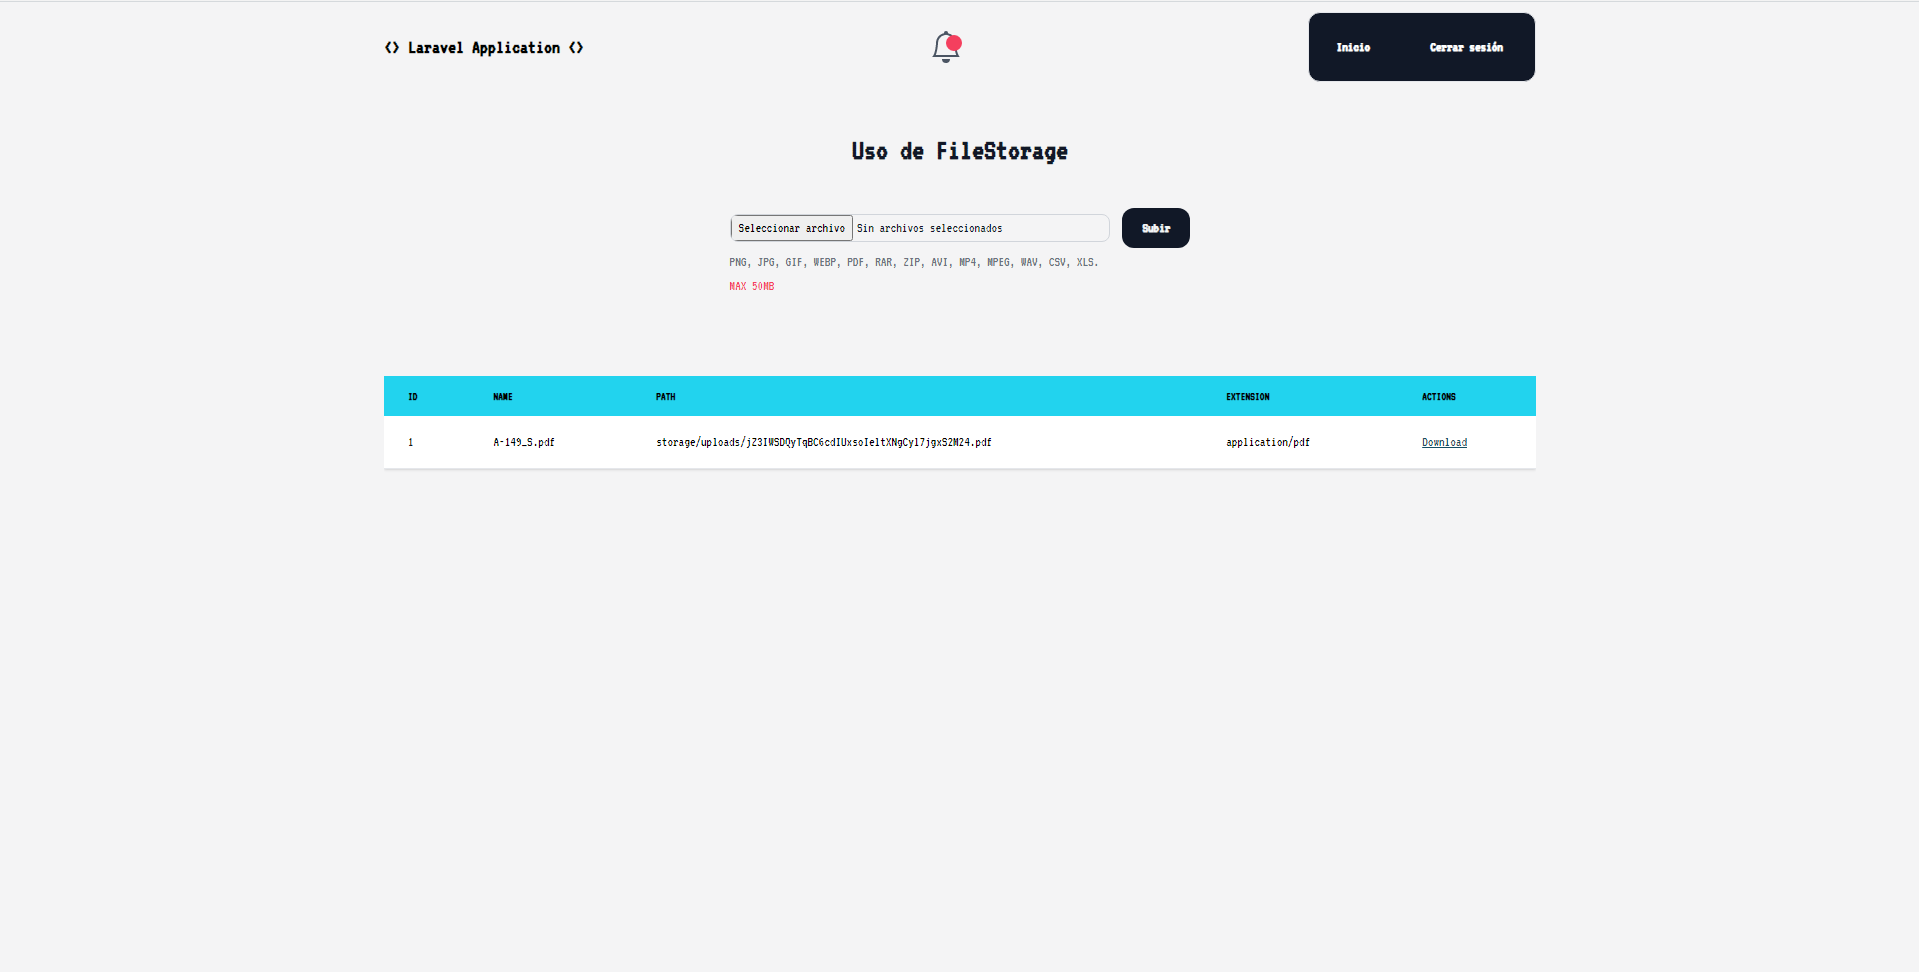 <> Laravel Application <>
Inicio Cerrar sesión
Uso de FileStorage
Seleccionar archivo Sin archivos seleccionados Subir
PNG, JPG, GIF, WEBP, PDF, RAR, ZIP, AVI, MP4, MPEG, WAV, CSV, XLS.
MAX 50MB
ID NAME PATH EXTENSION ACTIONS
1 A-149_S.pdf storage/uploads/jZ3IWSDQyTqBC6cdIUxsoIeltXNgCyl7jgxS2M24.pdf application/pdf Download